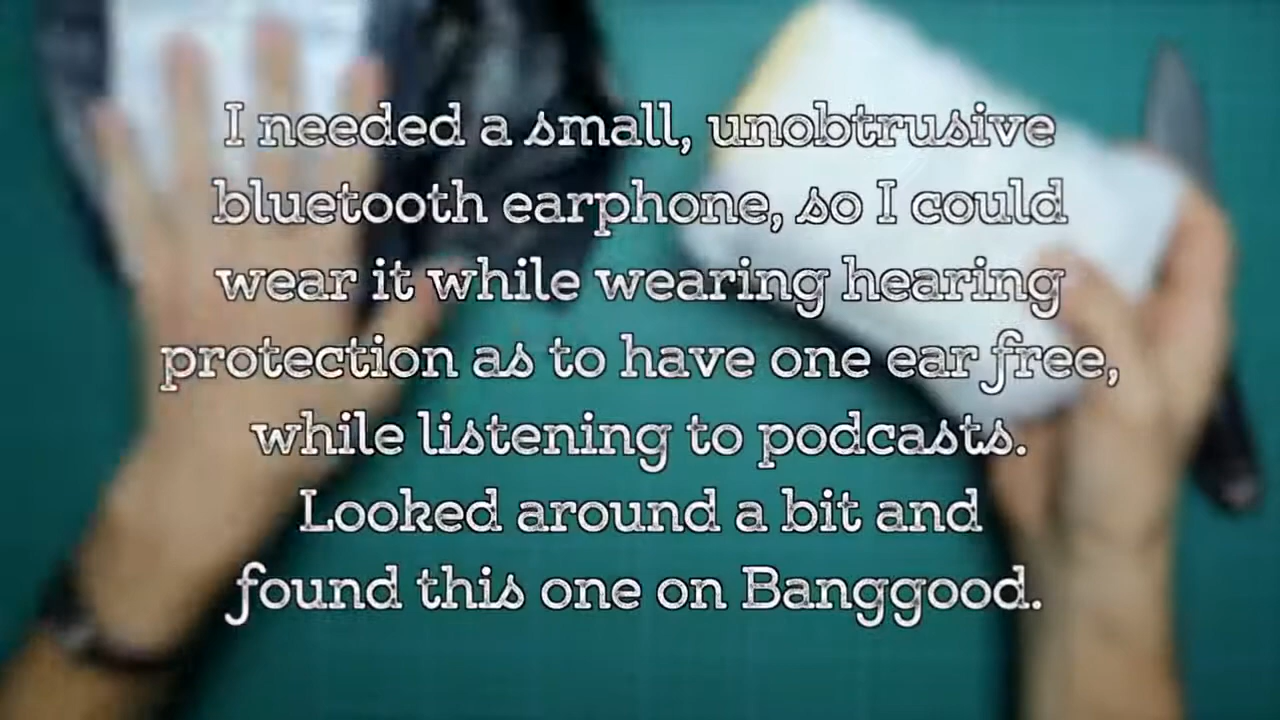 I needed a small, unobtrusive
bluetooth earphone, so I could
wear it while wearing hearing
protection as to have one ear free,
while listening to podcasts.
Looked around a bit and
found this one on Banggood.